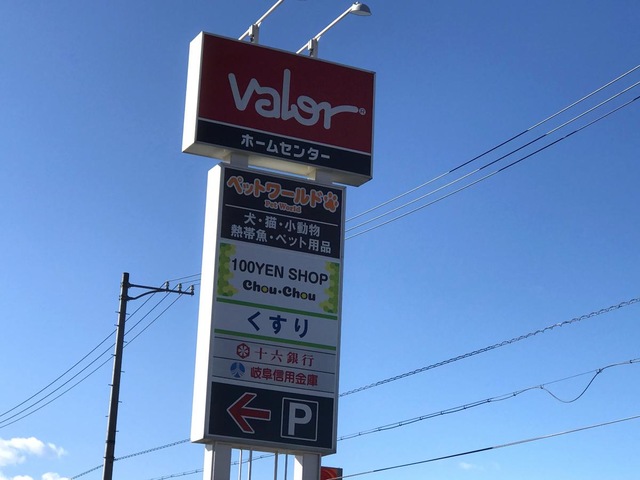 valor
ホームセンター
ペットワールド
Pet World
犬・猫・小動物
熱帯魚・ペット用品
100YEN SHOP
Chou・Chou
くすり
十六銀行
岐阜信用金庫
P